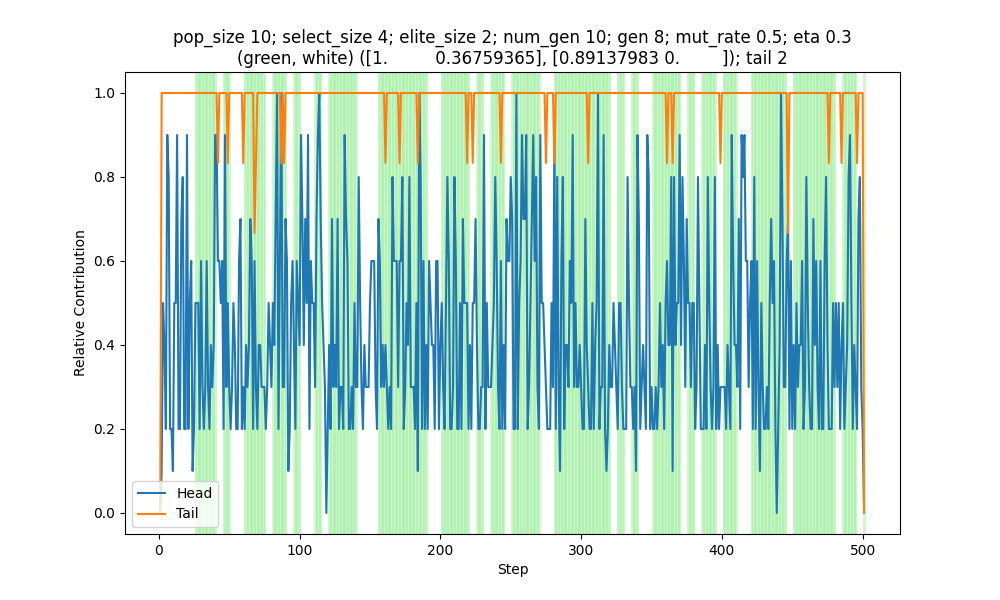 pop_size 10; select_size 4; elite_size 2; num_gen 10; gen 8; mut_rate 0.5; eta 0.3
(green, white) ([1.         0.36759365], [0.89137983 0.        ]); tail 2
1.0
0.8
0.6
0.4
0.2
0.0
Relative Contribution
Head
Tail
0 100 200 300 400 500
Step